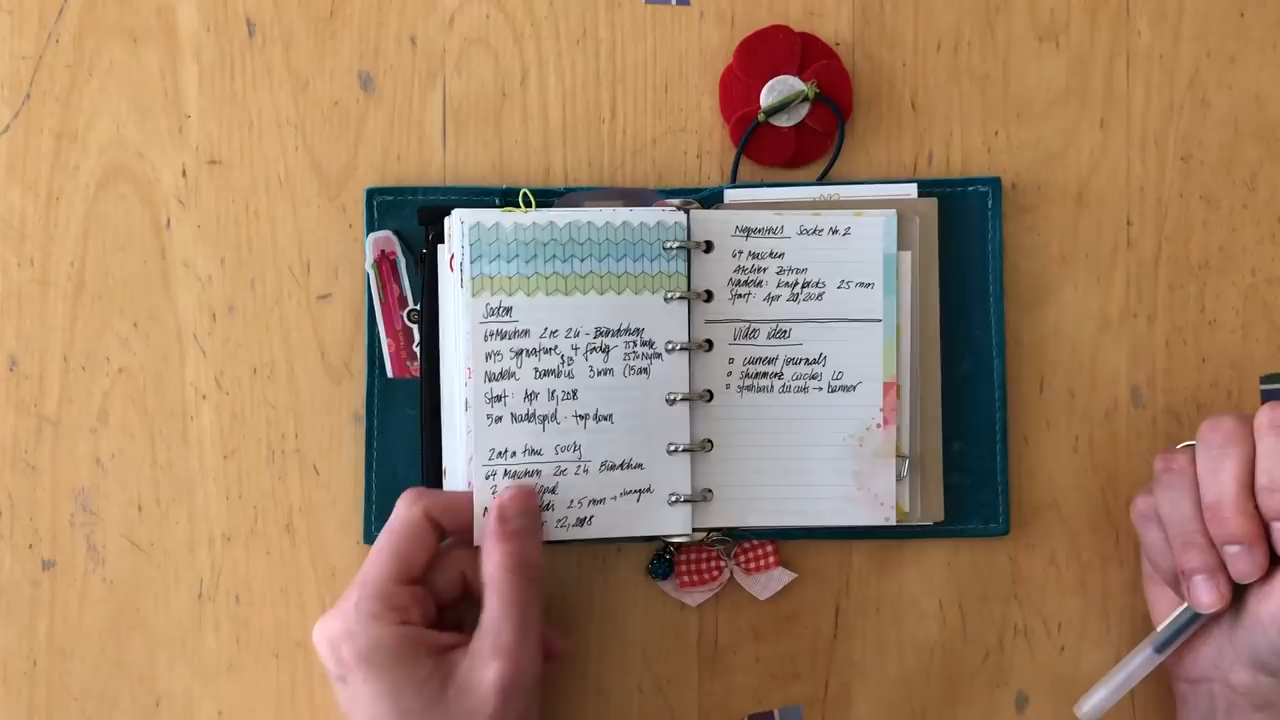 Socken
64 Maschen 2re 2li - Bündchen
WYS Signature 4 fädig 75% Wolle
$13 25% Nylon
Nadeln Bambus 3mm (15cm)
Start: Apr 18, 2018
5er Nadelspiel - top down
2 at a time socks
64 Maschen 2re 2li Bündchen
2.5 mm → changed
22, 2018
Nepenthes Socke Nr. 2
64 Maschen
Atelier Zitron
Nadeln: Knitpicks 2.5 mm
Start: Apr 20, 2018
Video ideas
current journals
shimmerz circles LO
stashbash die cuts → banner